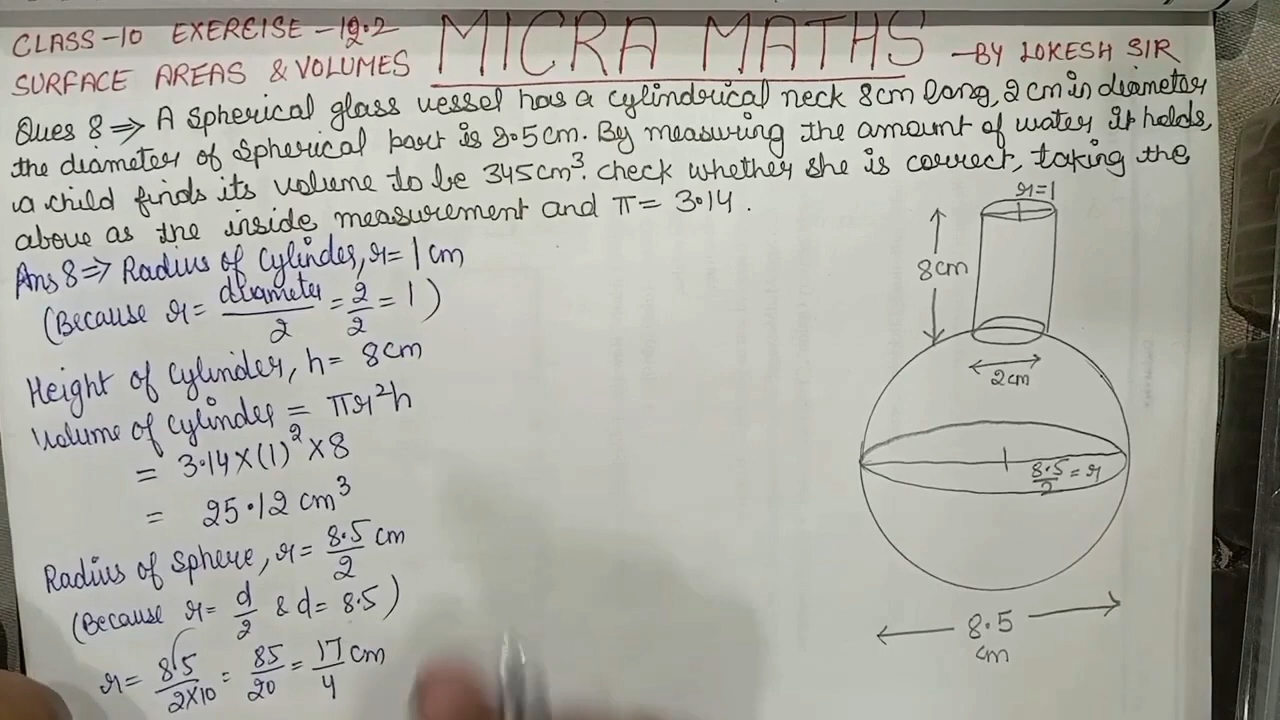 CLASS-10 EXERCISE-12.2
SURFACE AREAS & VOLUMES
MICRA MATHS
-BY LOKESH SIR
Ques 8 ⇒ A spherical glass vessel has a cylindrical neck 8cm long, 2 cm in diameter
the diameter of spherical part is 8.5cm. By measuring the amount of water it holds,
a child finds its volume to be 345cm³. check whether she is correct, taking the
above as the inside measurement and π = 3.14.
Ans 8 ⇒ Radius of cylinder, r = 1 cm
(Because r = diameter/2 = 2/2 = 1)
Height of cylinder, h = 8cm
Volume of cylinder = πr²h
= 3.14 × (1)² × 8
= 25.12 cm³
Radius of sphere, r = 8.5/2 cm
(Because r = d/2 & d = 8.5)
r = 85/2×10 = 85/20 = 17/4 cm
r=1
8cm
2cm
8.5/2 = r
8.5
cm